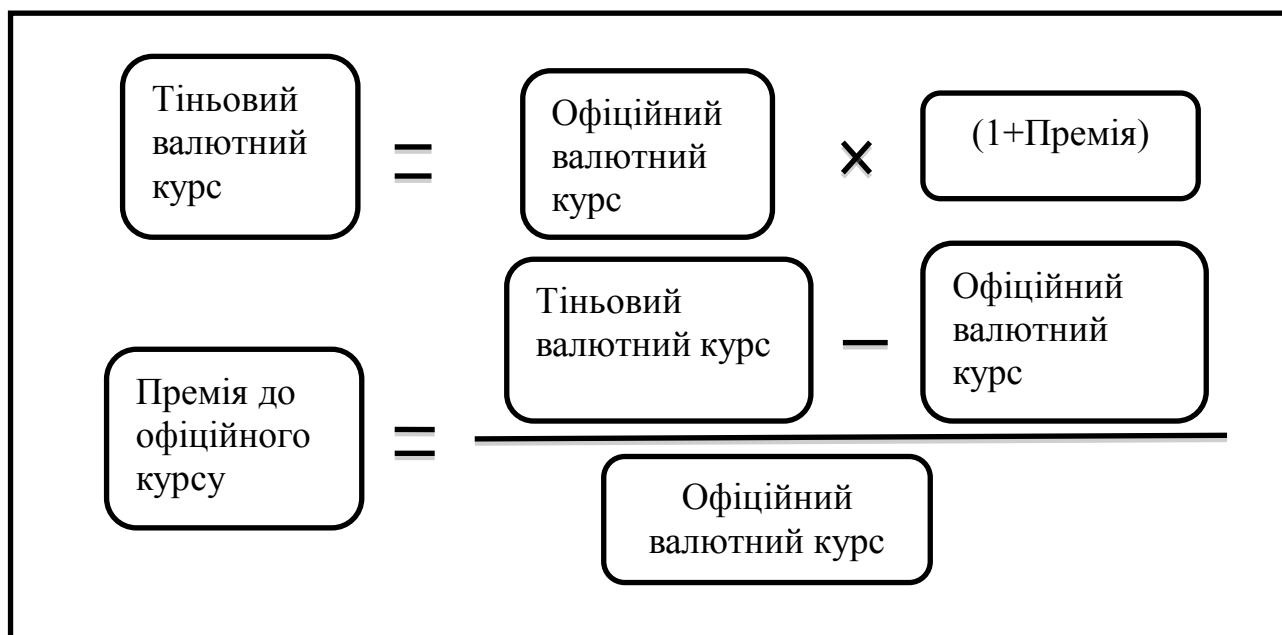 Тіньовий
валютний
курс
=
Офіційний
валютний
курс
×
(1+Премія)
Премія до
офіційного
курсу
=
Тіньовий
валютний курс
–
Офіційний
валютний
курс
Офіційний
валютний курс